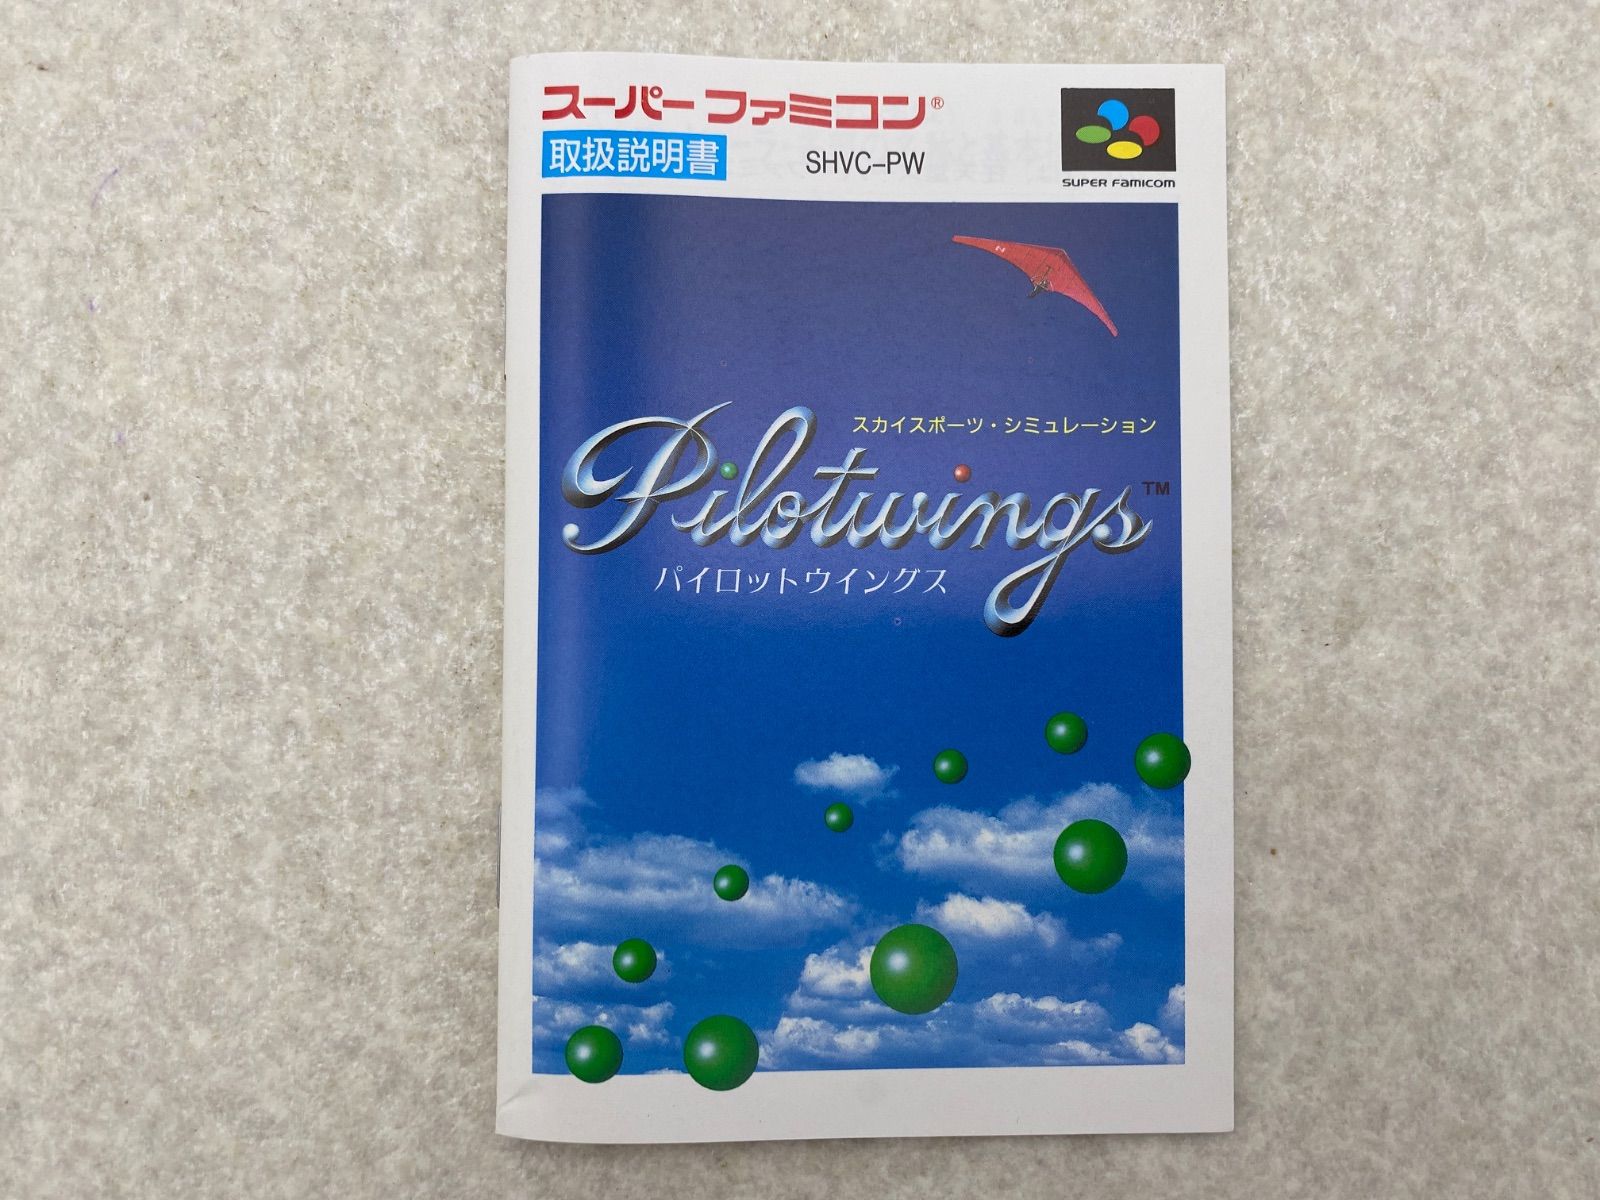 スーパーファミコン®
取扱説明書
SHVC-PW
SUPER FAMICOM
スカイスポーツ・シミュレーション
Pilotwings™
パイロットウイングス